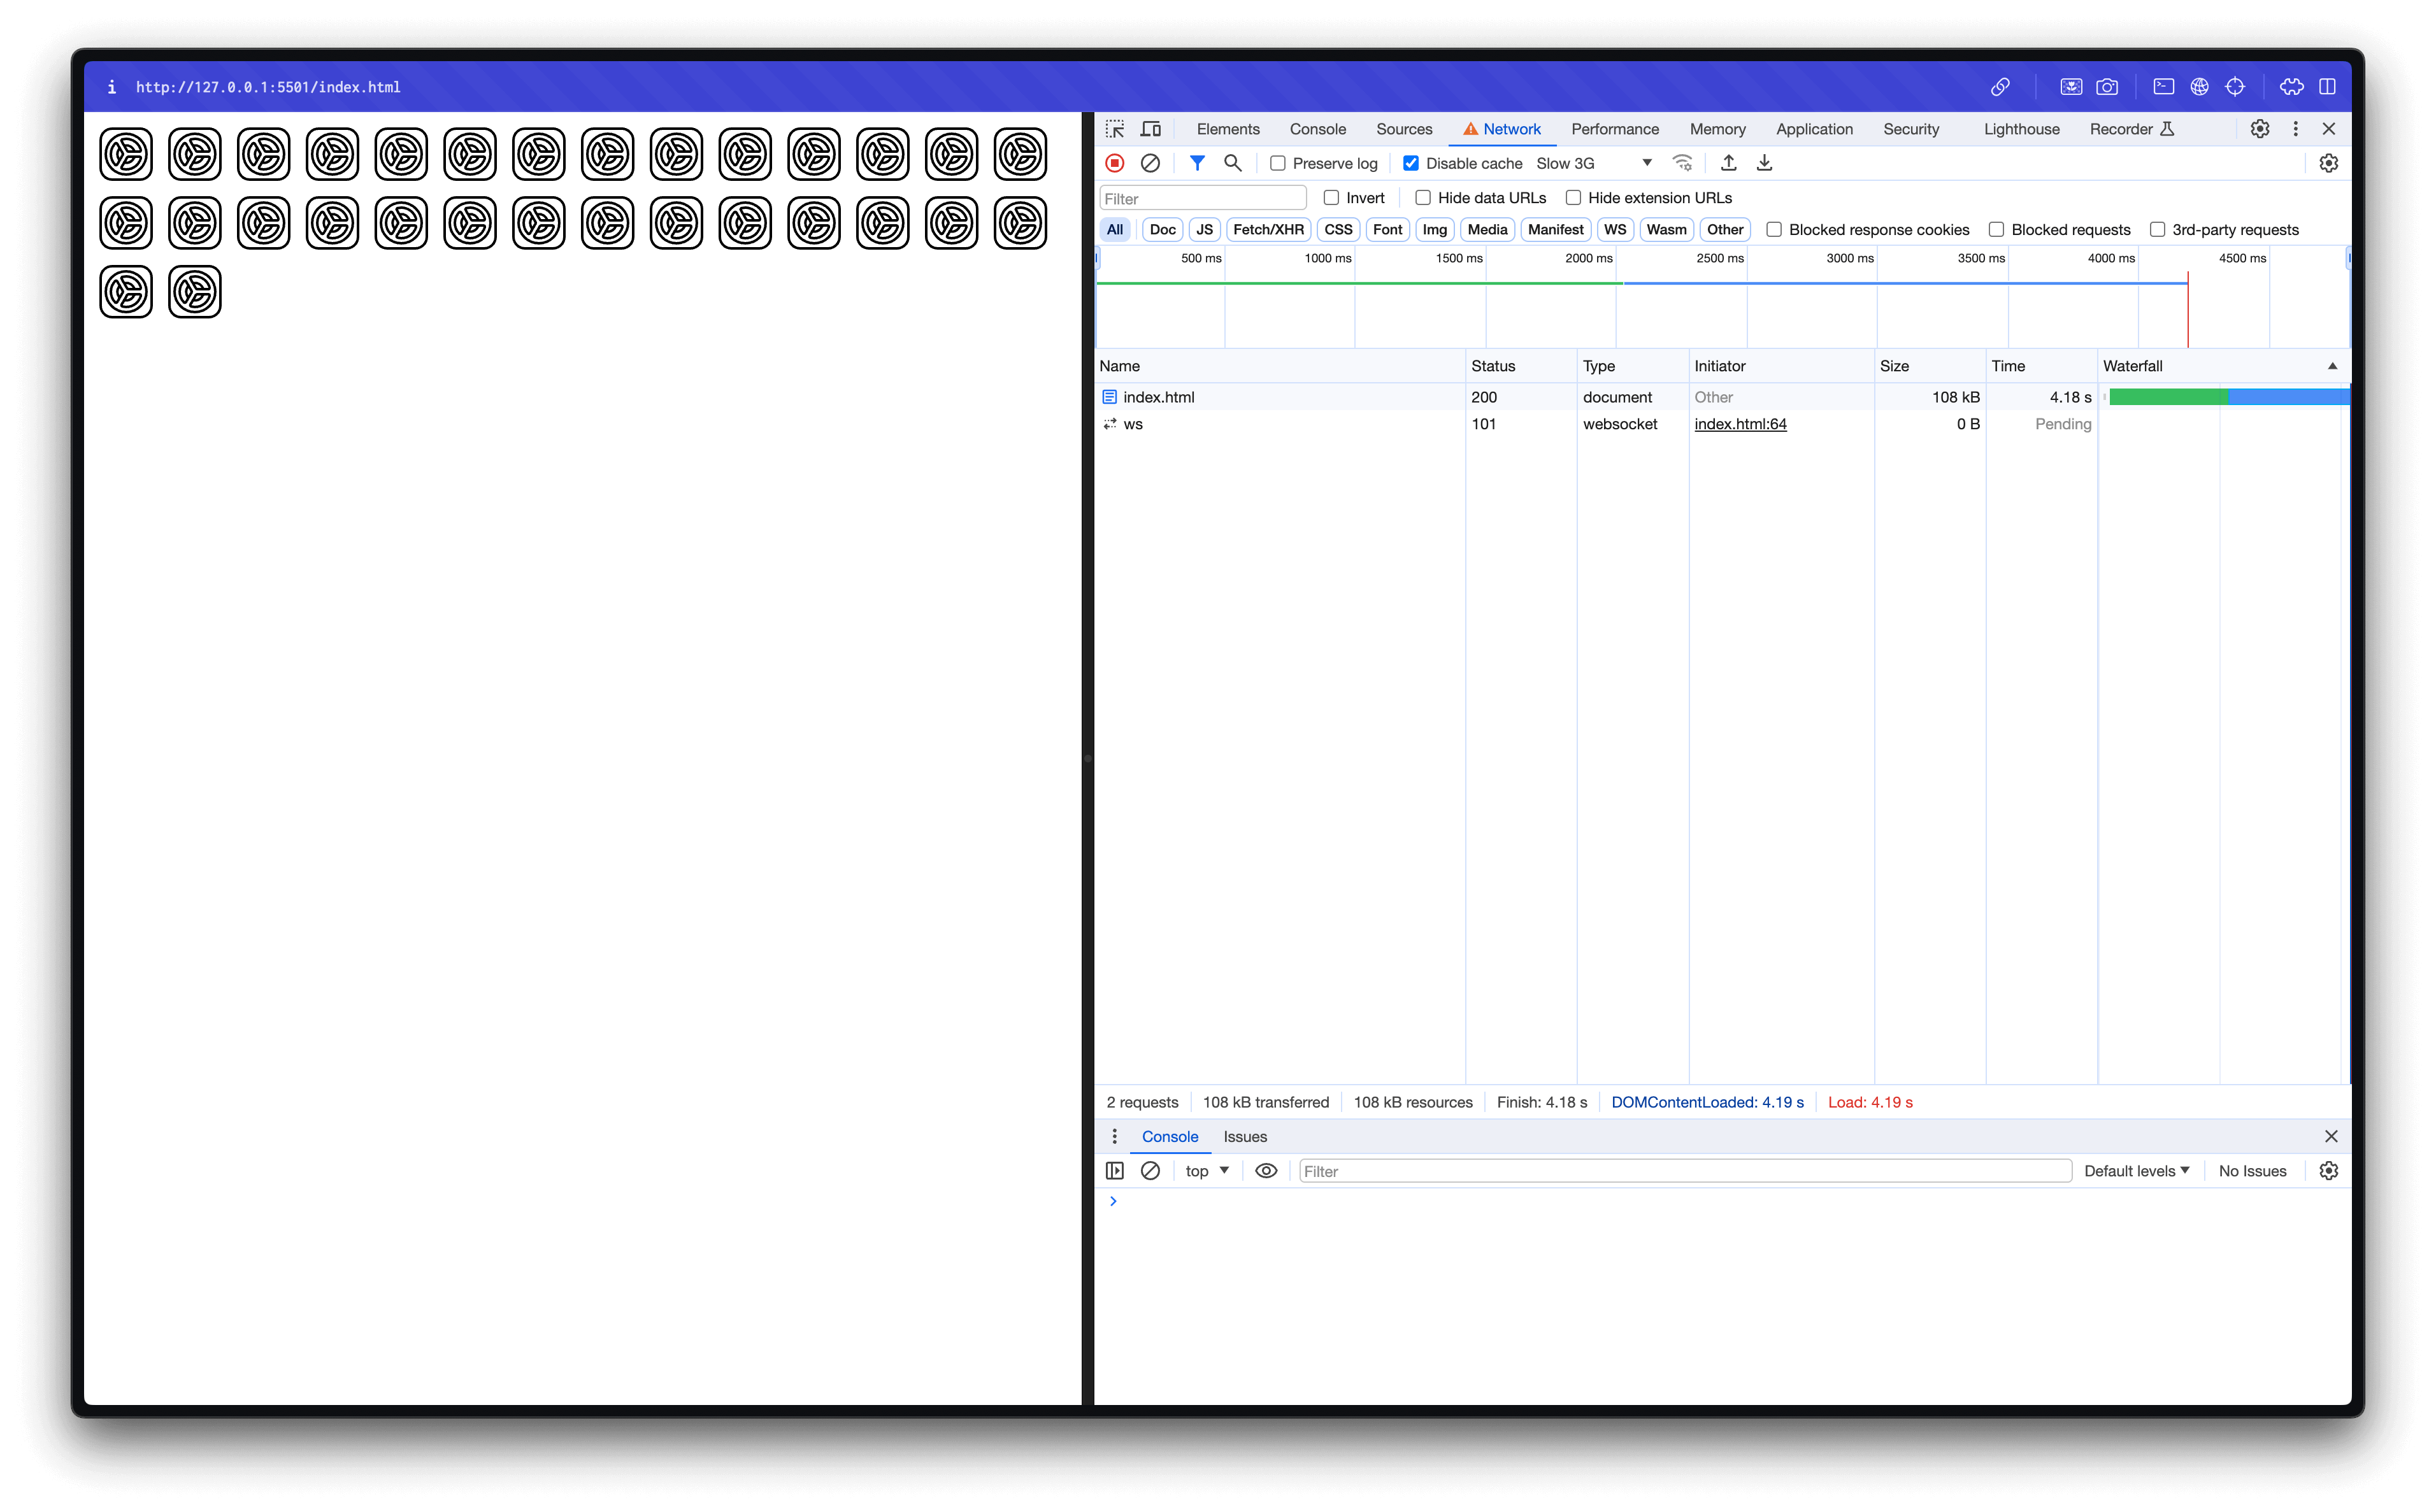 i http://127.0.0.1:5501/index.html
Elements Console Sources Network Performance Memory Application Security Lighthouse Recorder
Preserve log Disable cache Slow 3G
Filter Invert Hide data URLs Hide extension URLs
All Doc JS Fetch/XHR CSS Font Img Media Manifest WS Wasm Other Blocked response cookies Blocked requests 3rd-party requests
500 ms 1000 ms 1500 ms 2000 ms 2500 ms 3000 ms 3500 ms 4000 ms 4500 ms
Name Status Type Initiator Size Time Waterfall
index.html 200 document Other 108 kB 4.18 s
ws 101 websocket index.html:64 0 B Pending
2 requests 108 kB transferred 108 kB resources Finish: 4.18 s DOMContentLoaded: 4.19 s Load: 4.19 s
Console Issues
top Filter Default levels No Issues